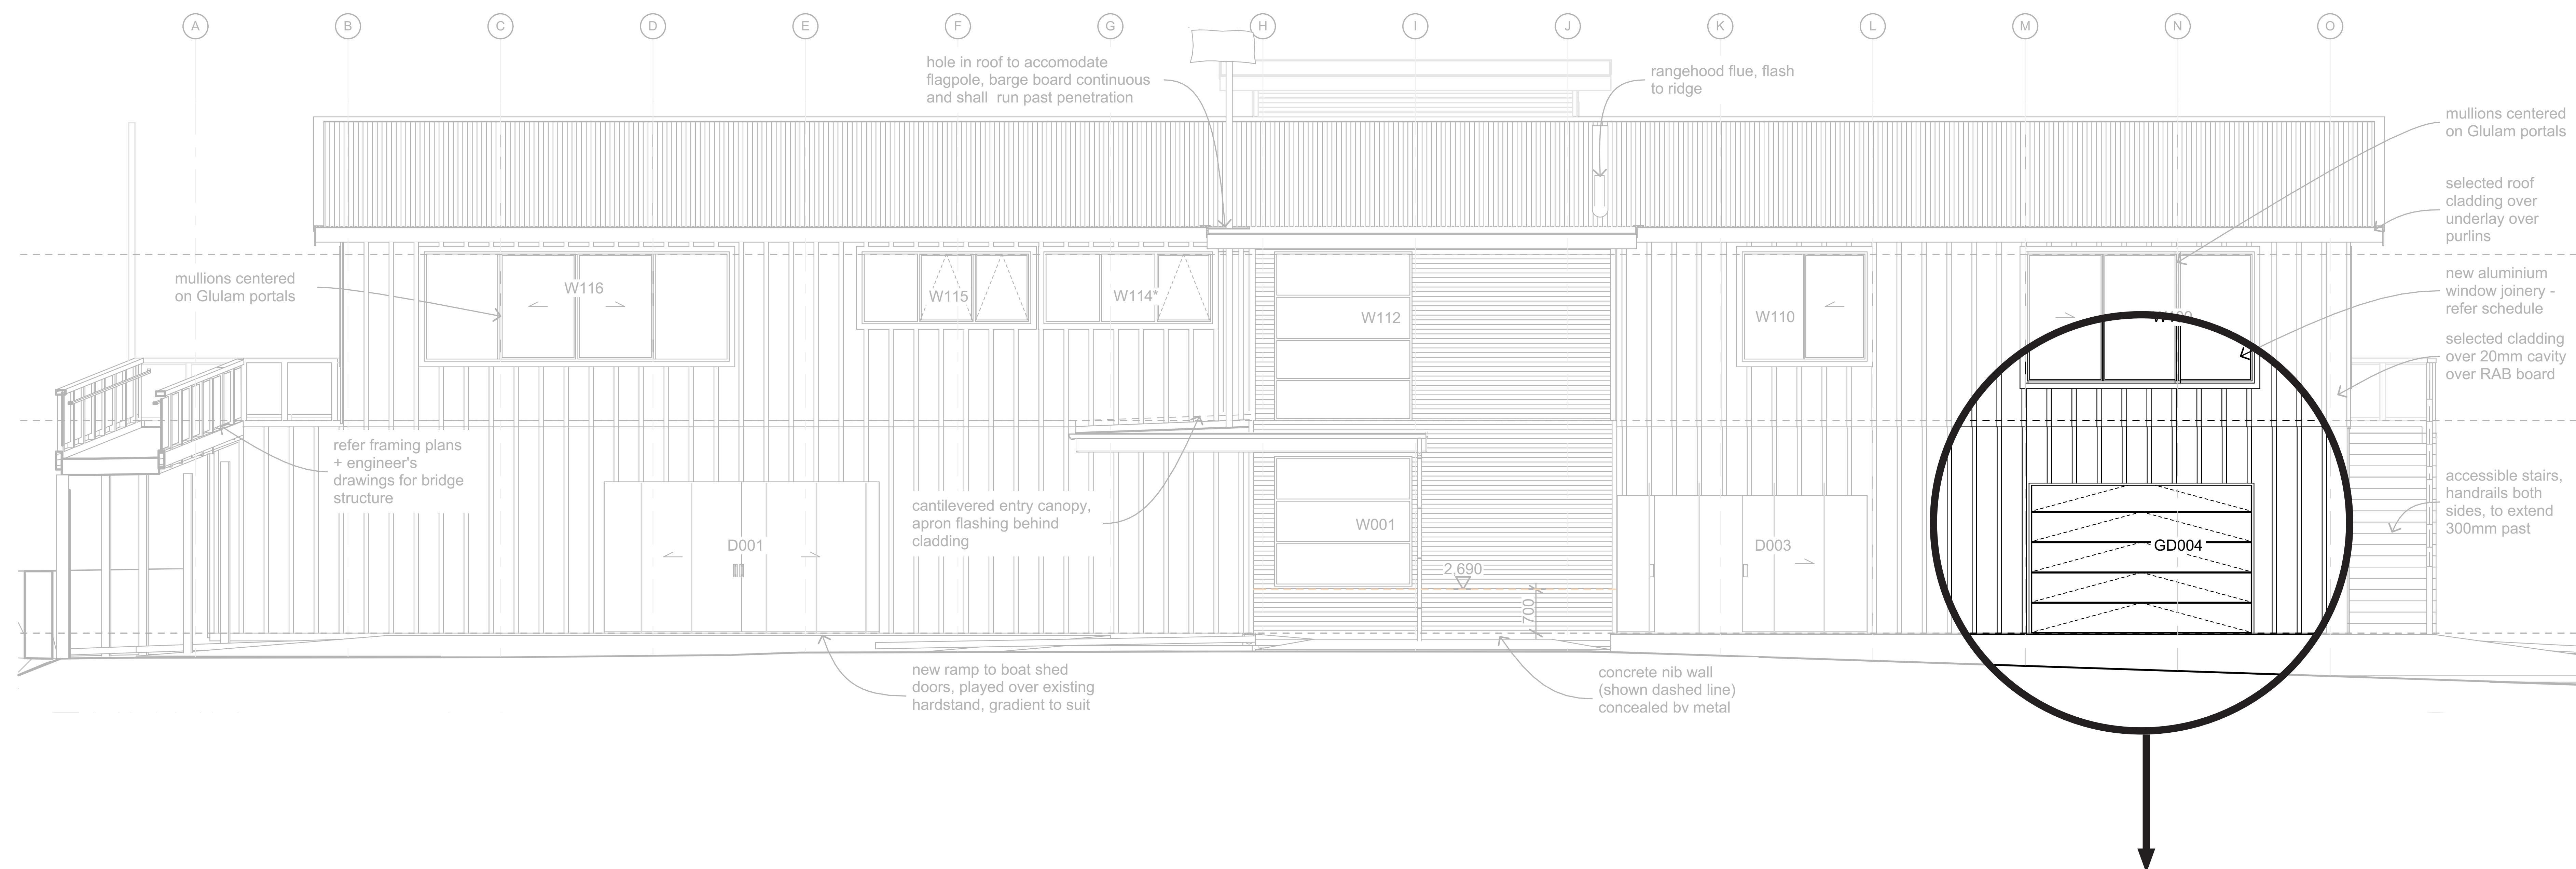 A B C D E F G H I J K L M N O
hole in roof to accomodate
flagpole, barge board continuous
and shall run past penetration
rangehood flue, flash
to ridge
mullions centered
on Glulam portals
selected roof
cladding over
underlay over
purlins
mullions centered
on Glulam portals
W116
W115
W114*
W112
W110
W109
new aluminium
window joinery -
refer schedule
selected cladding
over 20mm cavity
over RAB board
refer framing plans
+ engineer's
drawings for bridge
structure
cantilevered entry canopy,
apron flashing behind
cladding
accessible stairs,
handrails both
sides, to extend
300mm past
D001
W001
2,690
700
D003
GD004
new ramp to boat shed
doors, played over existing
hardstand, gradient to suit
concrete nib wall
(shown dashed line)
concealed by metal